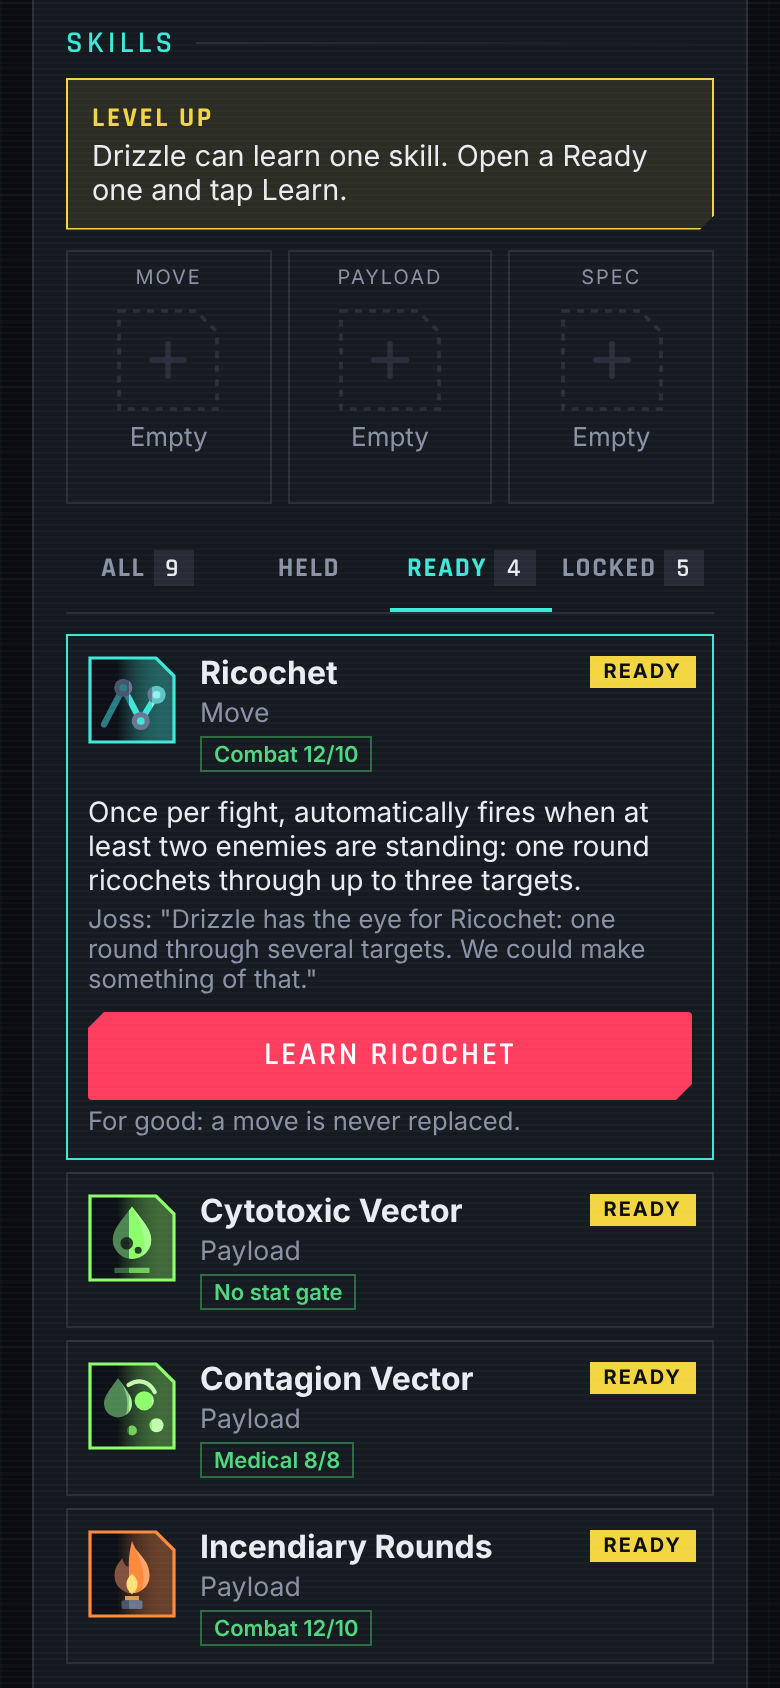 SKILLS
LEVEL UP
Drizzle can learn one skill. Open a Ready
one and tap Learn.
MOVE
PAYLOAD
SPEC
Empty
Empty
Empty
ALL 9
HELD
READY 4
LOCKED 5
Ricochet
READY
Move
Combat 12/10
Once per fight, automatically fires when at
least two enemies are standing: one round
ricochets through up to three targets.
Joss: "Drizzle has the eye for Ricochet: one
round through several targets. We could make
something of that."
LEARN RICOCHET
For good: a move is never replaced.
Cytotoxic Vector
READY
Payload
No stat gate
Contagion Vector
READY
Payload
Medical 8/8
Incendiary Rounds
READY
Payload
Combat 12/10